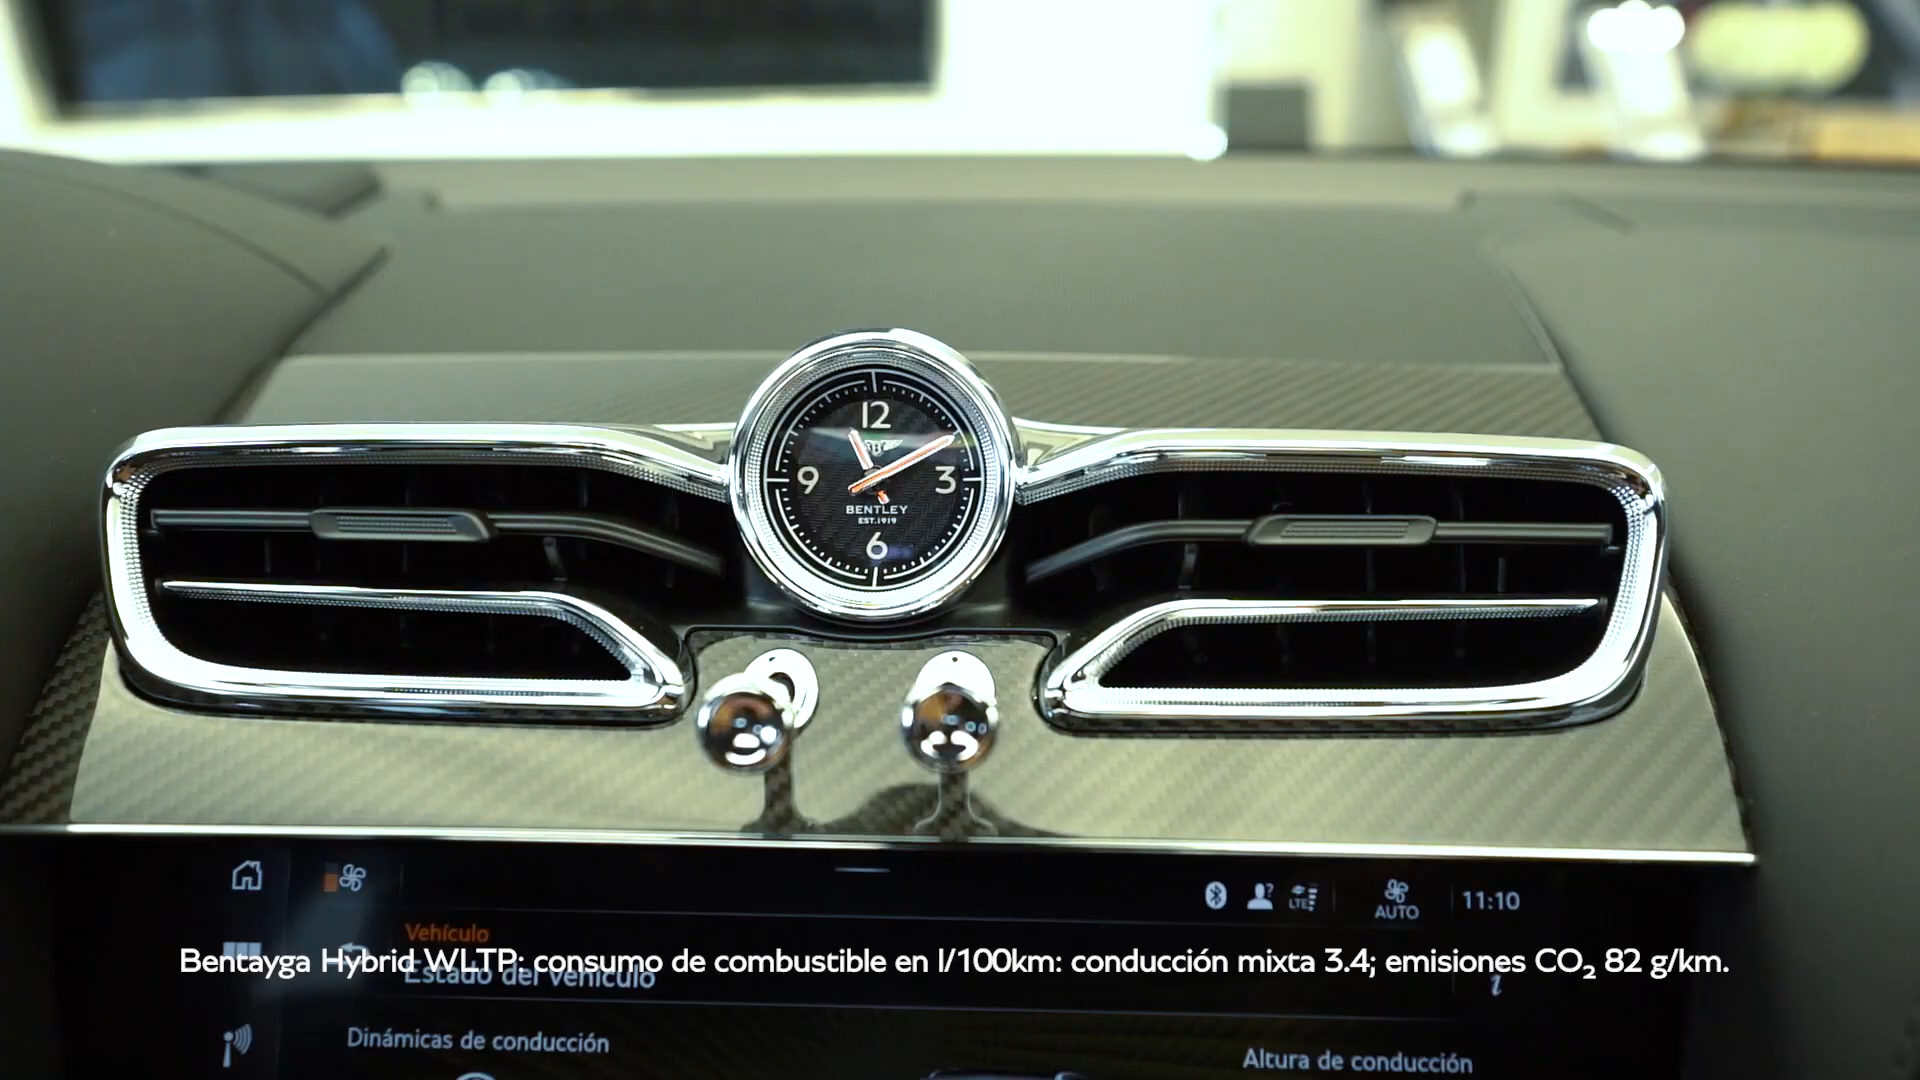 12
9
3
BENTLEY
EST.1919
6
LTE
AUTO
11:10
Vehículo
Bentayga Hybrid WLTP: consumo de combustible en l/100km: conducción mixta 3.4; emisiones CO₂ 82 g/km.
Estado del vehículo
i
Dinámicas de conducción
Altura de conducción